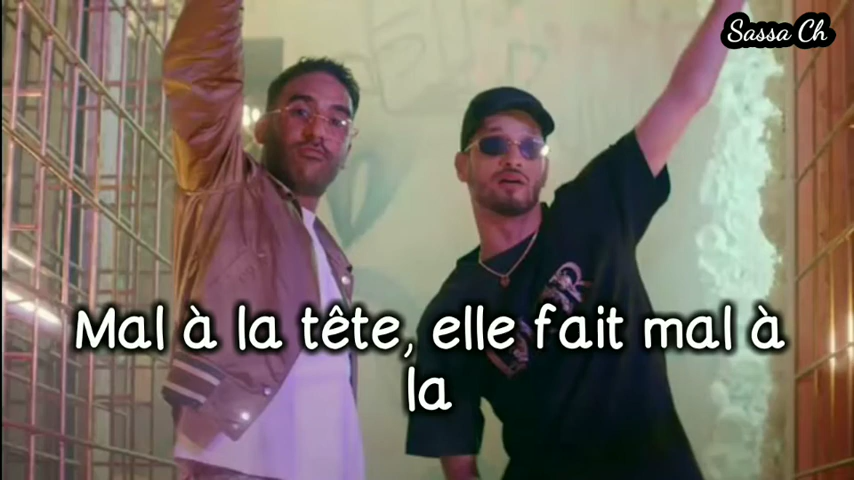 Sassa Ch
Mal à la tête, elle fait mal à
la